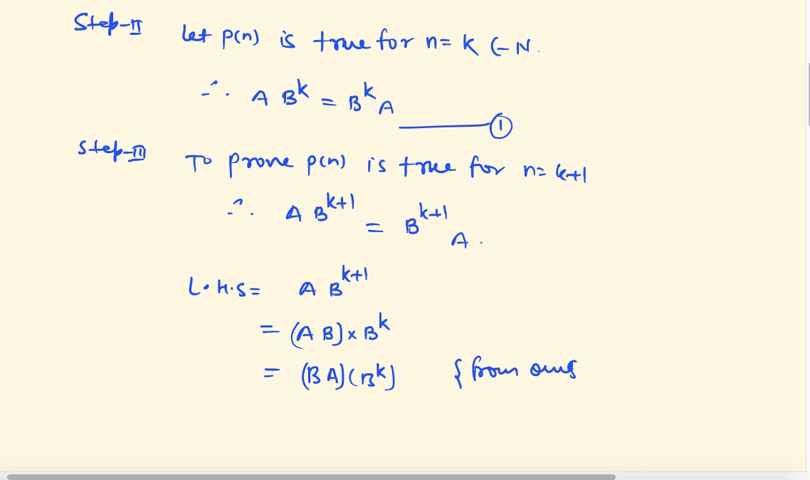 Step-II Let P(n) is true for n = k ∈ N.
∴ A B^k = B^k A ——— ①
Step-III To prove P(n) is true for n = k+1
∴ A B^{k+1} = B^{k+1} A.
L.H.S = A B^{k+1}
= (A B) × B^k
= (B A)(B^k) { from